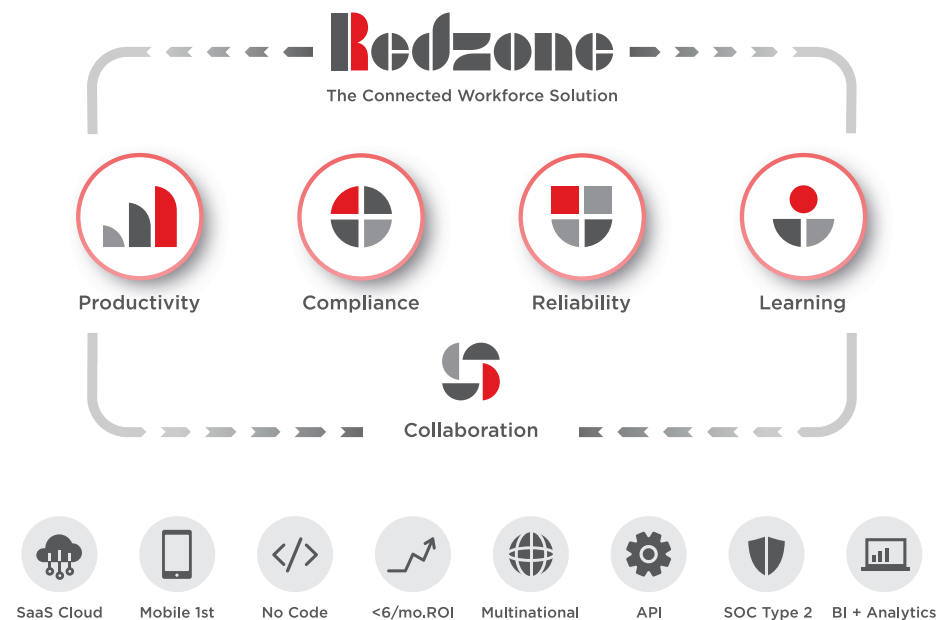 Redzone
The Connected Workforce Solution
Productivity
Compliance
Reliability
Learning
Collaboration
SaaS Cloud
Mobile 1st
No Code
<6/mo.ROI
Multinational
API
SOC Type 2
BI + Analytics